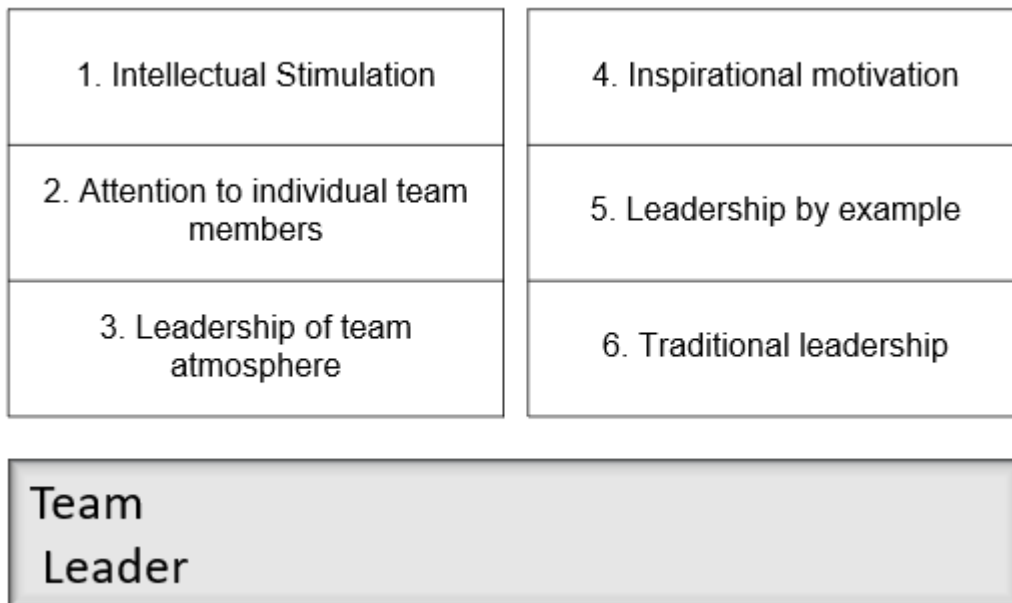 1. Intellectual Stimulation
2. Attention to individual team
members
3. Leadership of team
atmosphere
4. Inspirational motivation
5. Leadership by example
6. Traditional leadership
Team
Leader